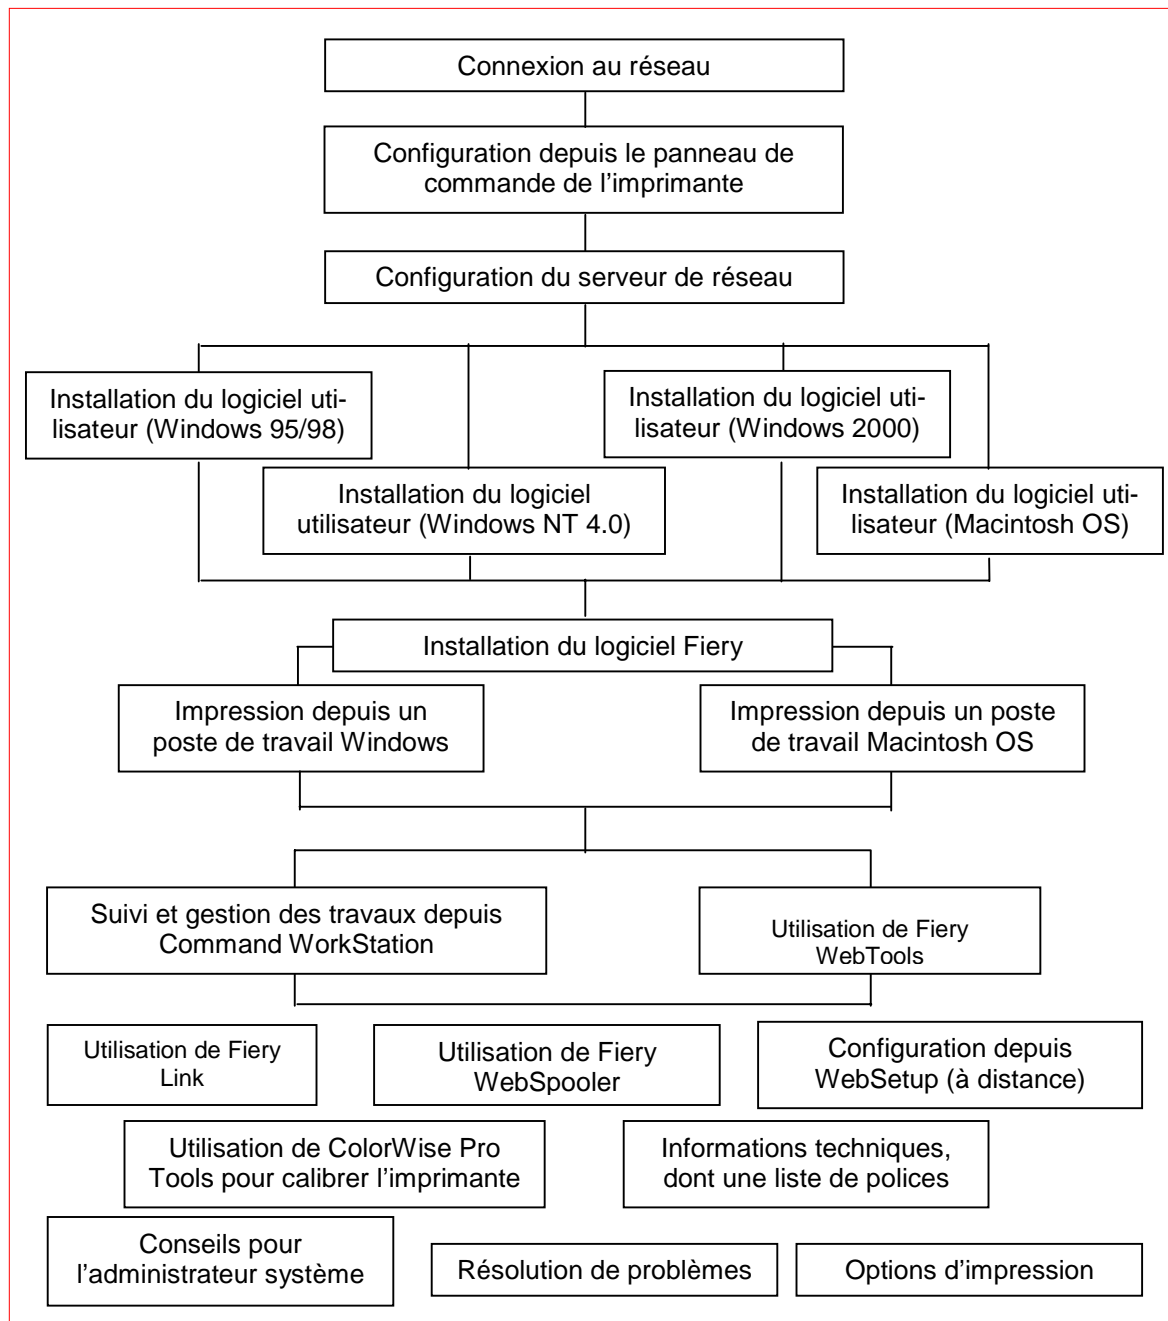 Connexion au réseau
Configuration depuis le panneau de
commande de l'imprimante
Configuration du serveur de réseau
Installation du logiciel uti-
lisateur (Windows 95/98)
Installation du logiciel
utilisateur (Windows NT 4.0)
Installation du logiciel uti-
lisateur (Windows 2000)
Installation du logiciel uti-
lisateur (Macintosh OS)
Installation du logiciel Fiery
Impression depuis un
poste de travail Windows
Impression depuis un poste
de travail Macintosh OS
Suivi et gestion des travaux depuis
Command WorkStation
Utilisation de Fiery
WebTools
Utilisation de Fiery
Link
Utilisation de Fiery
WebSpooler
Configuration depuis
WebSetup (à distance)
Utilisation de ColorWise Pro
Tools pour calibrer l'imprimante
Informations techniques,
dont une liste de polices
Conseils pour
l'administrateur système
Résolution de problèmes
Options d'impression